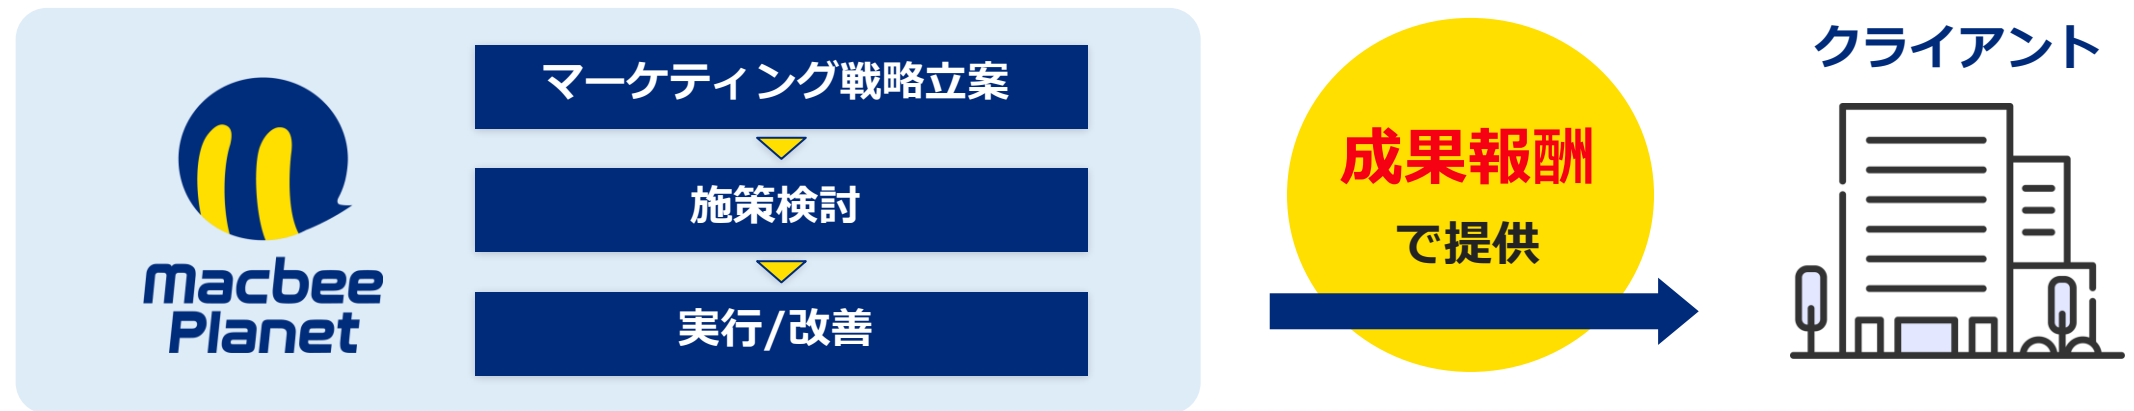 macbee
Planet
マーケティング戦略立案
施策検討
実行/改善
成果報酬
で提供
クライアント